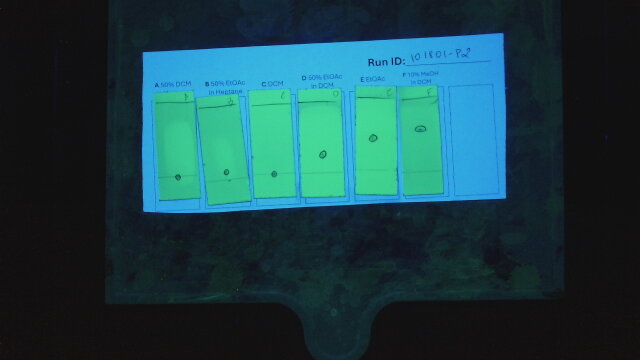 Run ID: 101801-P2
A 50% DCM
B 50% EtOAc
in Heptane
C DCM
D 50% EtOAc
in DCM
E EtOAc
F 10% MeOH
in DCM
A
B
C
D
E
F